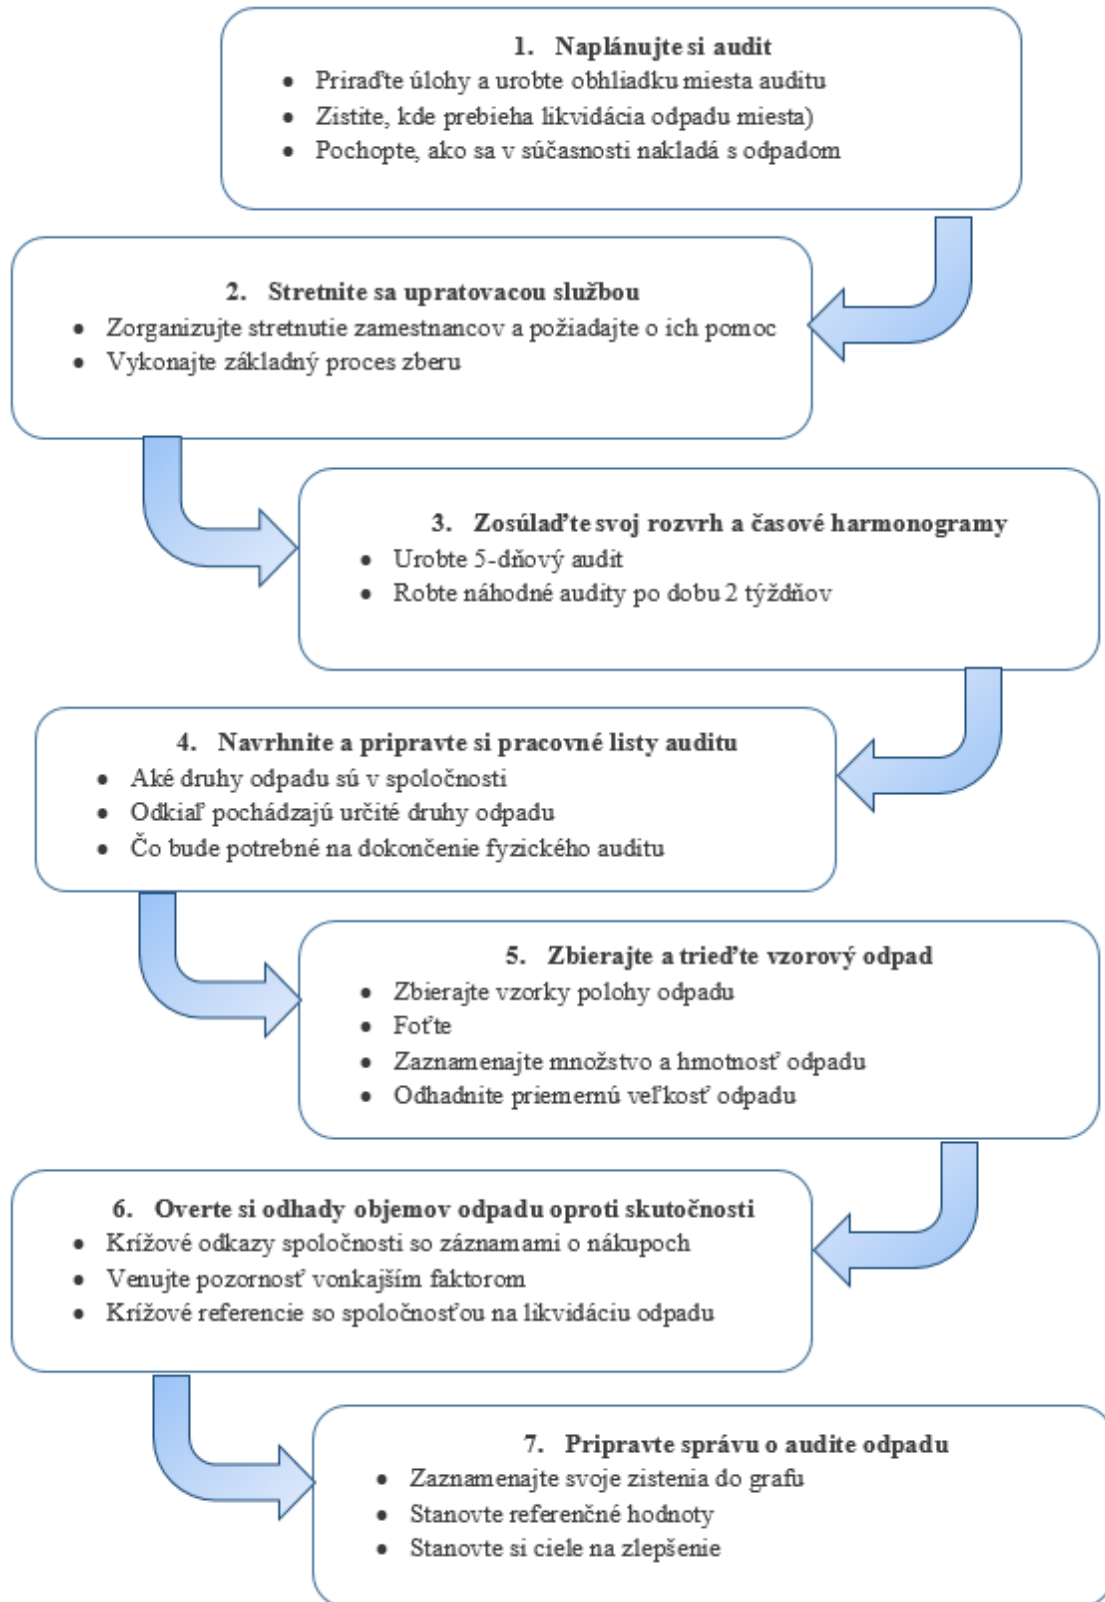 1. Naplánujte si audit
• Priraďte úlohy a urobte obhliadku miesta auditu
• Zistite, kde prebieha likvidácia odpadu miesta)
• Pochopte, ako sa v súčasnosti nakladá s odpadom
2. Stretnite sa upratovacou službou
• Zorganizujte stretnutie zamestnancov a požiadajte o ich pomoc
• Vykonajte základný proces zberu
3. Zosúlaďte svoj rozvrh a časové harmonogramy
• Urobte 5-dňový audit
• Robte náhodné audity po dobu 2 týždňov
4. Navrhnite a pripravte si pracovné listy auditu
• Aké druhy odpadu sú v spoločnosti
• Odkiaľ pochádzajú určité druhy odpadu
• Čo bude potrebné na dokončenie fyzického auditu
5. Zbierajte a trieďte vzorový odpad
• Zbierajte vzorky polohy odpadu
• Foťte
• Zaznamenajte množstvo a hmotnosť odpadu
• Odhadnite priemernú veľkosť odpadu
6. Overte si odhady objemov odpadu oproti skutočnosti
• Krížové odkazy spoločnosti so záznamami o nákupoch
• Venujte pozornosť vonkajším faktorom
• Krížové referencie so spoločnosťou na likvidáciu odpadu
7. Pripravte správu o audite odpadu
• Zaznamenajte svoje zistenia do grafu
• Stanovte referenčné hodnoty
• Stanovte si ciele na zlepšenie